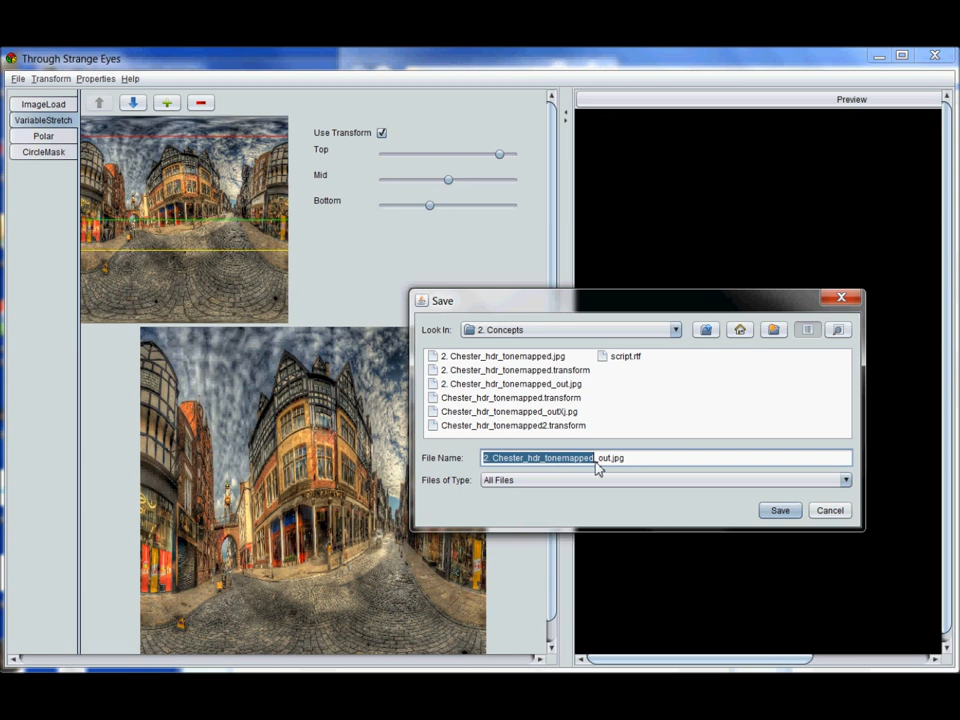 Through Strange Eyes
File Transform Properties Help
ImageLoad
VariableStretch
Polar
CircleMask
Use Transform
Top
Mid
Bottom
Preview
Save
Look In: 2. Concepts
2. Chester_hdr_tonemapped.jpg
2. Chester_hdr_tonemapped.transform
2. Chester_hdr_tonemapped_out.jpg
Chester_hdr_tonemapped.transform
Chester_hdr_tonemapped_outXj.jpg
Chester_hdr_tonemapped2.transform
script.rtf
File Name: 2. Chester_hdr_tonemapped_out.jpg
Files of Type: All Files
Save Cancel